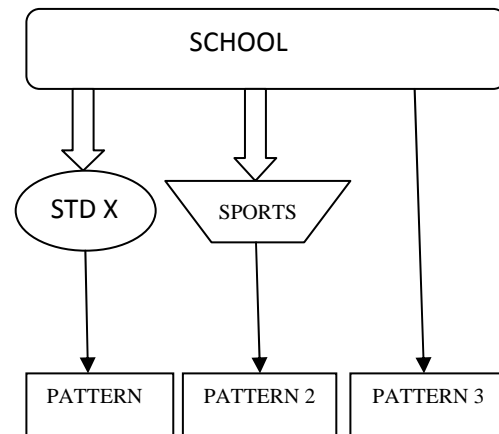 SCHOOL
STD X
SPORTS
PATTERN
PATTERN 2
PATTERN 3